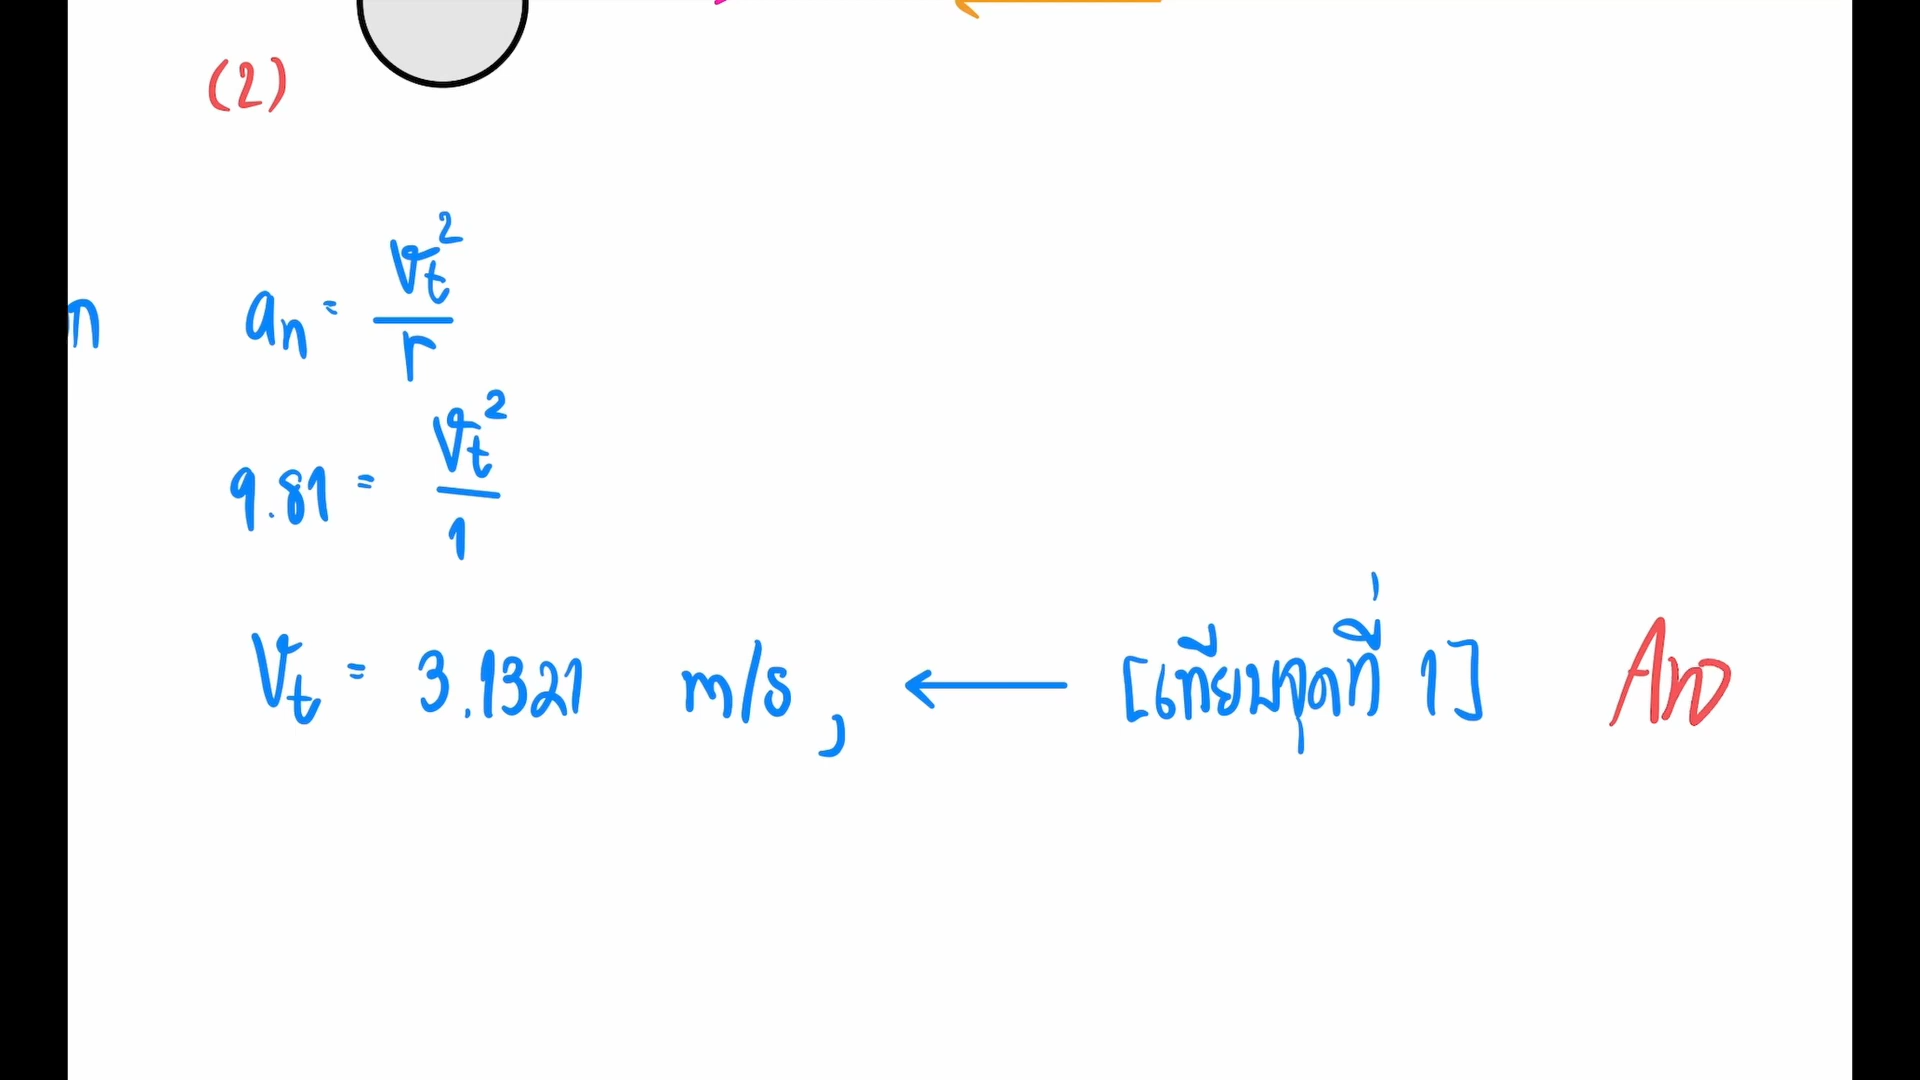 (2)
n aₙ = Vₜ² / r
9.81 = Vₜ² / 1
Vₜ = 3.1321 m/s , ← [เทียบจุดที่ 1] Ans